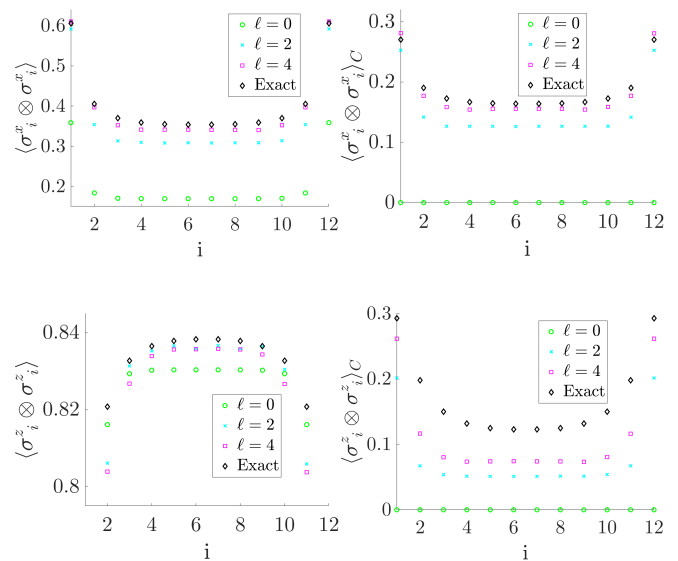 0.6
0.5
0.4
0.3
0.2
⟨σ^x_i ⊗ σ^x_i⟩
2 4 6 8 10 12
i
ℓ = 0
ℓ = 2
ℓ = 4
Exact
0.3
0.2
0.1
0
⟨σ^x_i ⊗ σ^x_i⟩_C
2 4 6 8 10 12
i
ℓ = 0
ℓ = 2
ℓ = 4
Exact
0.84
0.82
0.8
⟨σ^z_i ⊗ σ^z_i⟩
2 4 6 8 10 12
i
ℓ = 0
ℓ = 2
ℓ = 4
Exact
0.3
0.2
0.1
0
⟨σ^z_i ⊗ σ^z_i⟩_C
2 4 6 8 10 12
i
ℓ = 0
ℓ = 2
ℓ = 4
Exact